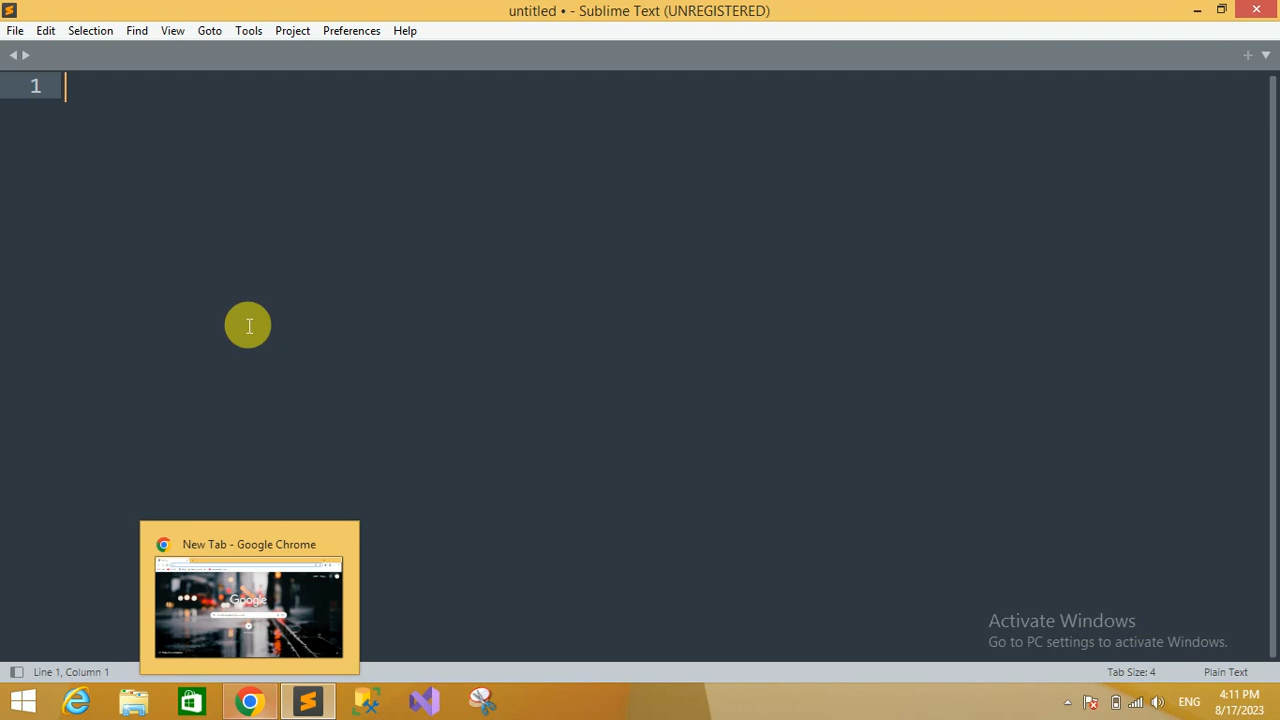 untitled • - Sublime Text (UNREGISTERED)
File Edit Selection Find View Goto Tools Project Preferences Help
1
New Tab - Google Chrome
Google
Activate Windows
Go to PC settings to activate Windows.
Line 1, Column 1 Tab Size: 4 Plain Text
ENG
4:11 PM
8/17/2023